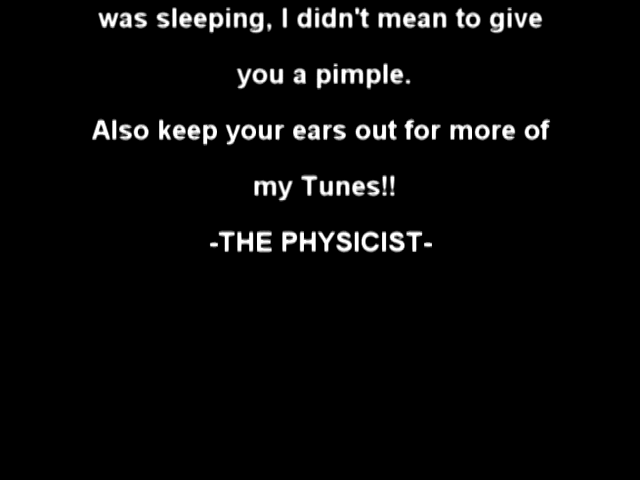 was sleeping, I didn't mean to give
you a pimple.
Also keep your ears out for more of
my Tunes!!
-THE PHYSICIST-